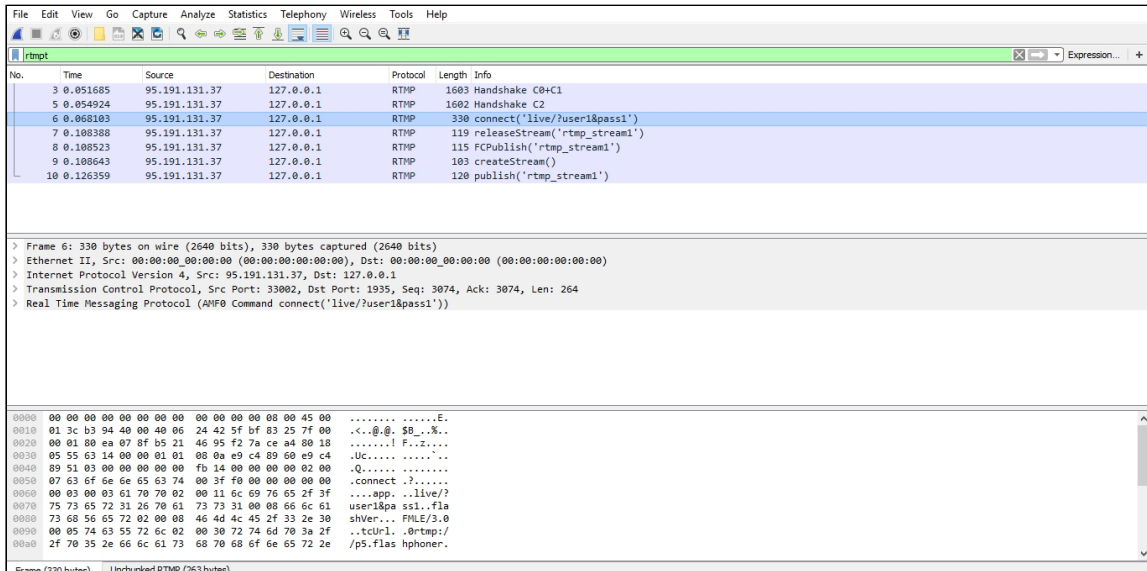 File Edit View Go Capture Analyze Statistics Telephony Wireless Tools Help
rtmpt Expression... +
No. Time Source Destination Protocol Length Info
3 0.051685 95.191.131.37 127.0.0.1 RTMP 1603 Handshake C0+C1
5 0.054924 95.191.131.37 127.0.0.1 RTMP 1602 Handshake C2
6 0.068103 95.191.131.37 127.0.0.1 RTMP 330 connect('live/?user1&pass1')
7 0.108388 95.191.131.37 127.0.0.1 RTMP 119 releaseStream('rtmp_stream1')
8 0.108523 95.191.131.37 127.0.0.1 RTMP 115 FCPublish('rtmp_stream1')
9 0.108643 95.191.131.37 127.0.0.1 RTMP 103 createStream()
10 0.126359 95.191.131.37 127.0.0.1 RTMP 120 publish('rtmp_stream1')
> Frame 6: 330 bytes on wire (2640 bits), 330 bytes captured (2640 bits)
> Ethernet II, Src: 00:00:00_00:00:00 (00:00:00:00:00:00), Dst: 00:00:00_00:00:00 (00:00:00:00:00:00)
> Internet Protocol Version 4, Src: 95.191.131.37, Dst: 127.0.0.1
> Transmission Control Protocol, Src Port: 33002, Dst Port: 1935, Seq: 3074, Ack: 3074, Len: 264
> Real Time Messaging Protocol (AMF0 Command connect('live/?user1&pass1'))
0000 00 00 00 00 00 00 00 00 00 00 00 00 08 00 45 00 ........ ......E.
0010 01 3c b3 94 40 00 40 06 24 42 5f bf 83 25 7f 00 .<..@.@. $B_..%..
0020 00 01 80 ea 07 8f b5 21 46 95 f2 7a ce a4 80 18 .......! F..z....
0030 05 55 63 14 00 00 01 01 08 0a e9 c4 89 60 e9 c4 .Uc..... .....`..
0040 89 51 03 00 00 00 00 00 fb 14 00 00 00 00 02 00 .Q...... ........
0050 07 63 6f 6e 6e 65 63 74 00 3f f0 00 00 00 00 00 .connect .?......
0060 00 03 00 03 61 70 70 02 00 11 6c 69 76 65 2f 3f ....app. ..live/?
0070 75 73 65 72 31 26 70 61 73 73 31 00 08 66 6c 61 user1&pa ss1..fla
0080 73 68 56 65 72 02 00 08 46 4d 4c 45 2f 33 2e 30 shVer... FMLE/3.0
0090 00 05 74 63 55 72 6c 02 00 30 72 74 6d 70 3a 2f ..tcUrl. .0rtmp:/
00a0 2f 70 35 2e 66 6c 61 73 68 70 68 6f 6e 65 72 2e /p5.flas hphoner.
Frame (330 bytes) Unchunked RTMP (263 bytes)